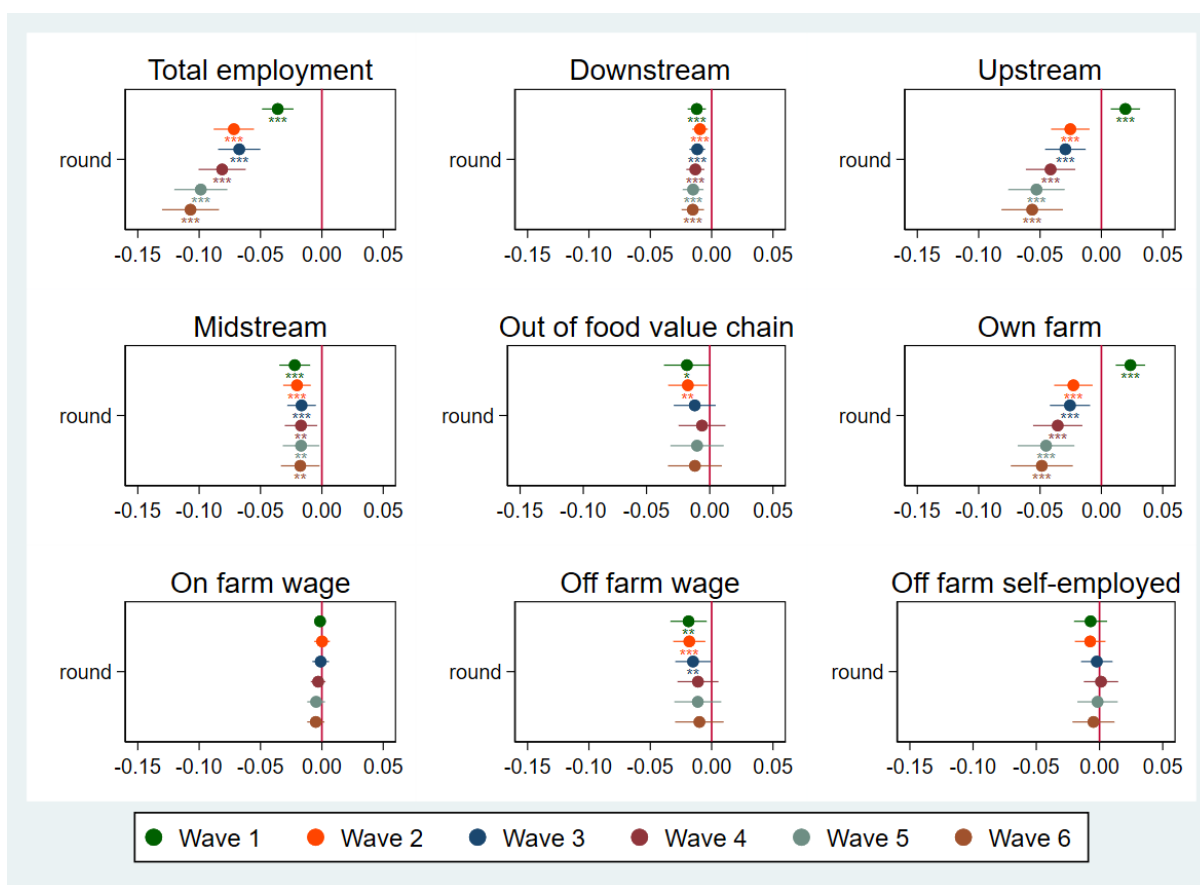 Total employment
Downstream
Upstream
***
***
***
***
***
***
round
-0.15 -0.10 -0.05 0.00 0.05
***
***
***
***
***
***
-0.15 -0.10 -0.05 0.00 0.05
***
***
***
***
***
***
round
-0.15 -0.10 -0.05 0.00 0.05
Midstream
Out of food value chain
Own farm
***
***
***
**
**
**
round
-0.15 -0.10 -0.05 0.00 0.05
*
**
round
-0.15 -0.10 -0.05 0.00 0.05
***
***
***
***
***
***
round
-0.15 -0.10 -0.05 0.00 0.05
On farm wage
Off farm wage
Off farm self-employed
round
-0.15 -0.10 -0.05 0.00 0.05
**
***
**
round
-0.15 -0.10 -0.05 0.00 0.05
round
-0.15 -0.10 -0.05 0.00 0.05
Wave 1 Wave 2 Wave 3 Wave 4 Wave 5 Wave 6